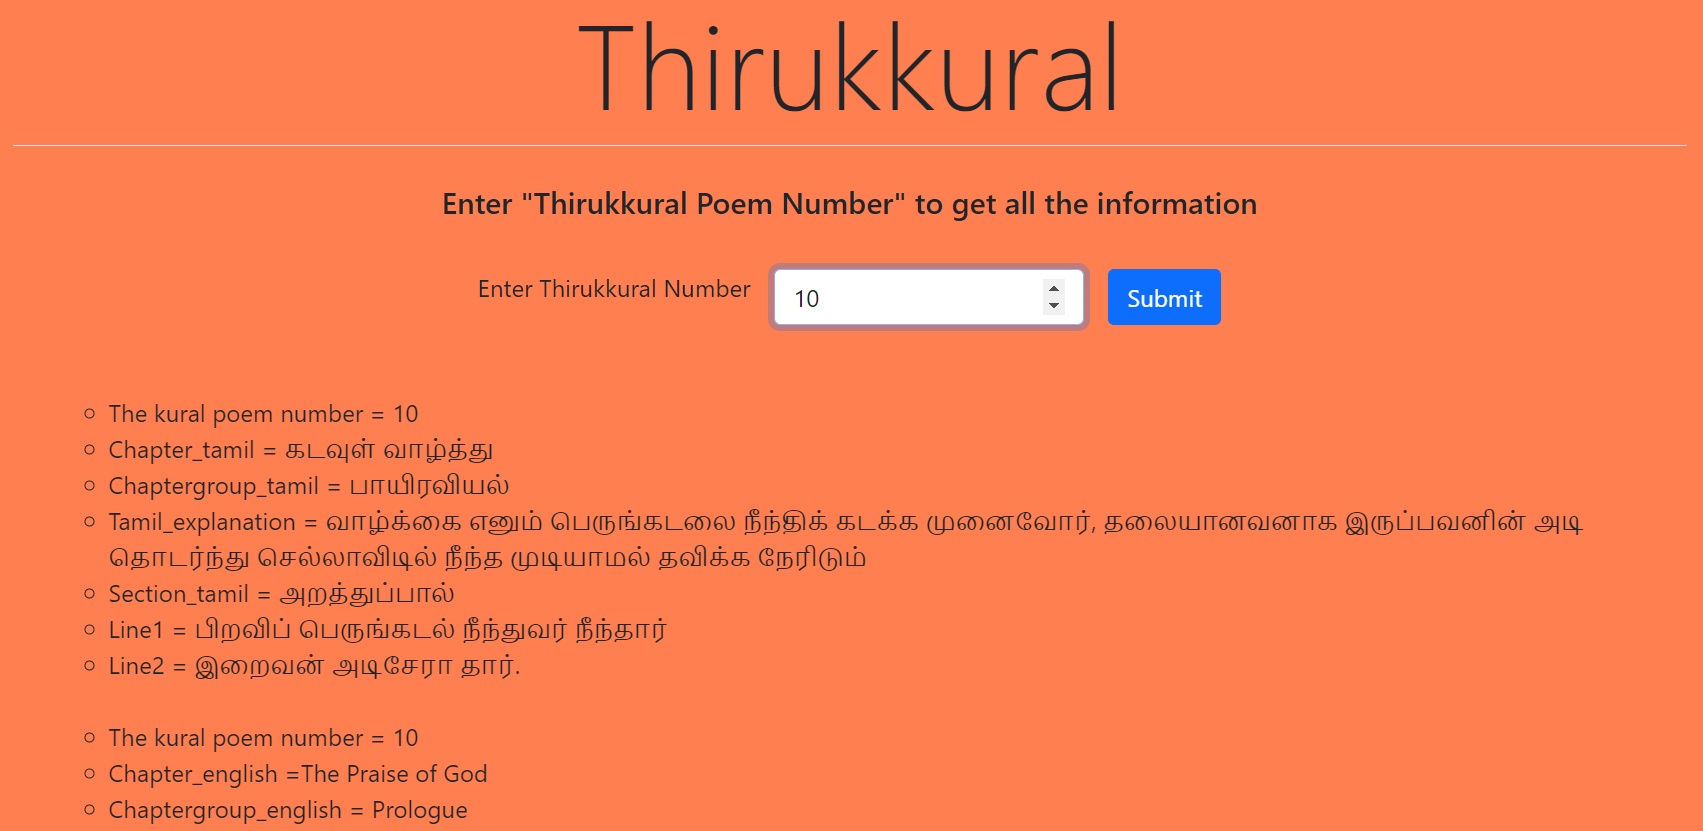 Thirukkural
Enter "Thirukkural Poem Number" to get all the information
Enter Thirukkural Number 10 Submit
The kural poem number = 10
Chapter_tamil = கடவுள் வாழ்த்து
Chaptergroup_tamil = பாயிரவியல்
Tamil_explanation = வாழ்க்கை எனும் பெருங்கடலை நீந்திக் கடக்க முனைவோர், தலையானவனாக இருப்பவனின் அடி
தொடர்ந்து செல்லாவிடில் நீந்த முடியாமல் தவிக்க நேரிடும்
Section_tamil = அறத்துப்பால்
Line1 = பிறவிப் பெருங்கடல் நீந்துவர் நீந்தார்
Line2 = இறைவன் அடிசேரா தார்.
The kural poem number = 10
Chapter_english =The Praise of God
Chaptergroup_english = Prologue